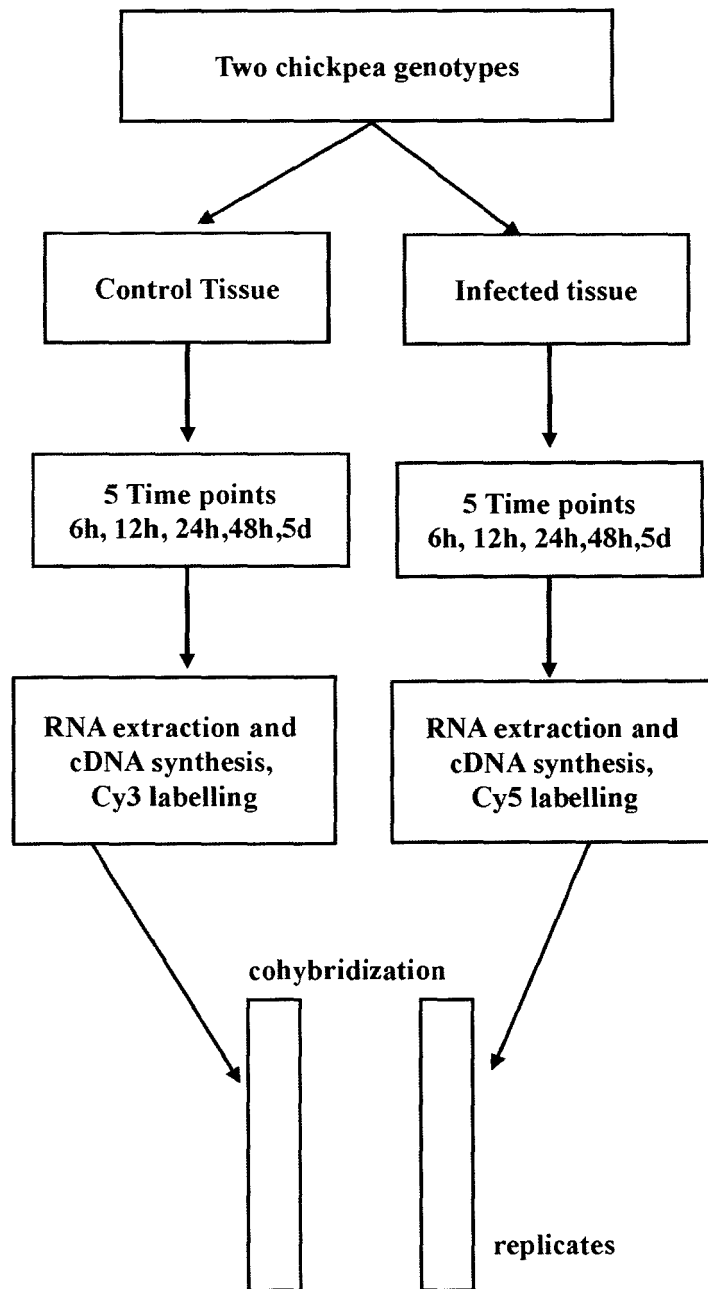 Two chickpea genotypes
Control Tissue
Infected tissue
5 Time points
6h, 12h, 24h,48h,5d
5 Time points
6h, 12h, 24h,48h,5d
RNA extraction and
cDNA synthesis,
Cy3 labelling
RNA extraction and
cDNA synthesis,
Cy5 labelling
cohybridization
replicates